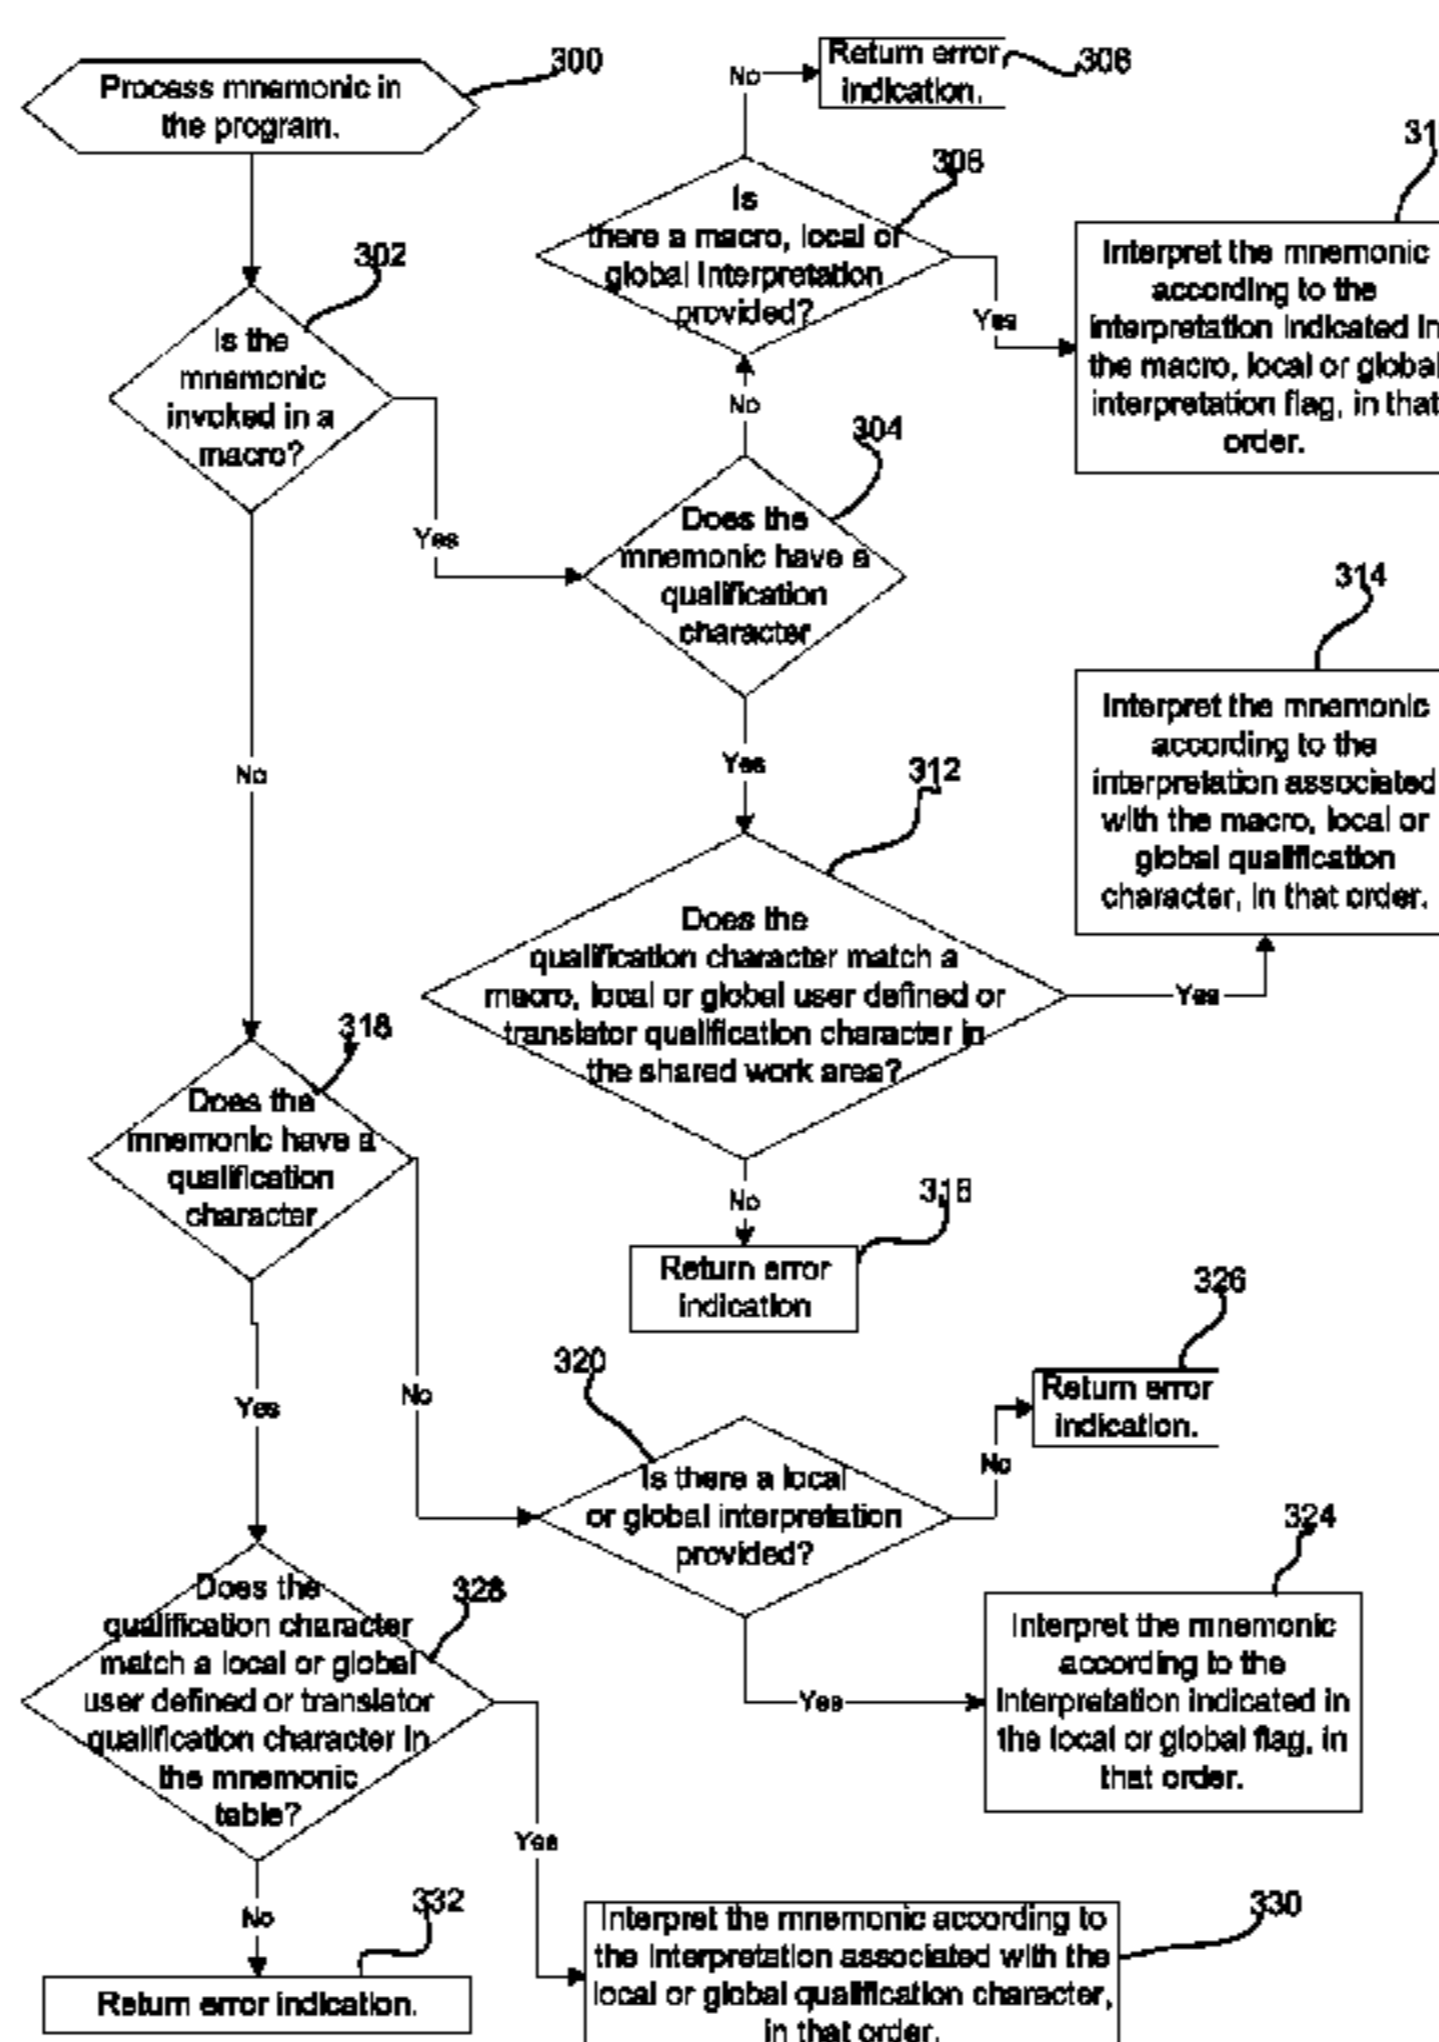 300
Process mnemonic in
the program.
No
Return error
indication.
308
306
Is
there a macro, local or
global interpretation
provided?
Yes
31
Interpret the mnemonic
according to the
interpretation indicated in
the macro, local or global
interpretation flag, in that
order.
302
Is the
mnemonic
invoked in a
macro?
Yes
No
304
Does the
mnemonic have a
qualification
character
Yes
314
Interpret the mnemonic
according to the
interpretation associated
with the macro, local or
global qualification
character, in that order.
No
312
Does the
qualification character match a
macro, local or global user defined or
translator qualification character in
the shared work area?
Yes
No
316
Return error
indication
318
Does the
mnemonic have a
qualification
character
Yes
No
320
Is there a local
or global interpretation
provided?
No
326
Return error
indication.
Yes
324
Interpret the mnemonic
according to the
interpretation indicated in
the local or global flag, in
that order.
328
Does the
qualification character
match a local or global
user defined or translator
qualification character in
the mnemonic
table?
Yes
No
332
Return error indication.
330
Interpret the mnemonic according to
the interpretation associated with the
local or global qualification character,
in that order.